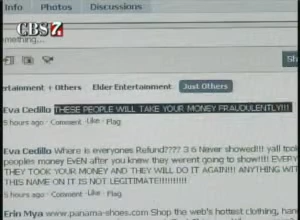 Info Photos Discussions
CBS 7
mething...
Sh
ertainment + Others Elder Entertainment Just Others
Eva Cedillo THESE PEOPLE WILL TAKE YOUR MONEY FRAUDULENTLY!!!
5 hours ago · Comment · Like · Flag
Eva Cedillo Where is everyones Refund???? 3 6 Never showed!!! yall took
peoples money EVEN after you knew they werent going to show!!!! EVERY
THEY TOOK YOUR MONEY AND THEY WILL DO IT AGAIN!!! ANYTHING WIT
THIS NAME ON IT IS NOT LEGITIMATE!!!!!!!!!!!
5 hours ago · Comment · Like · Flag
Erin Mya www.panama-shoes.com Shop the web's hottest clothing, han